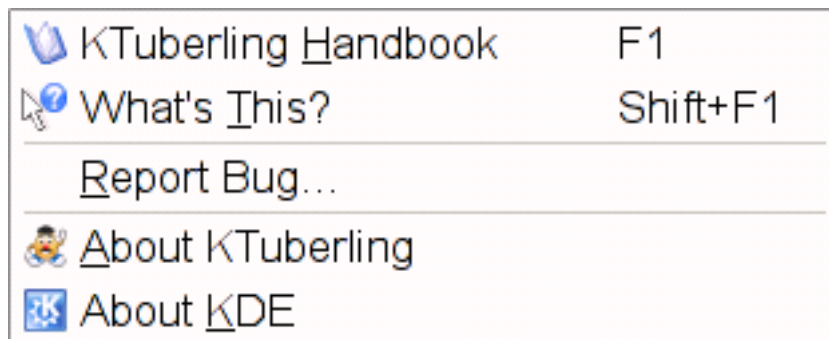 KTuberling Handbook F1
What's This? Shift+F1
Report Bug...
About KTuberling
About KDE